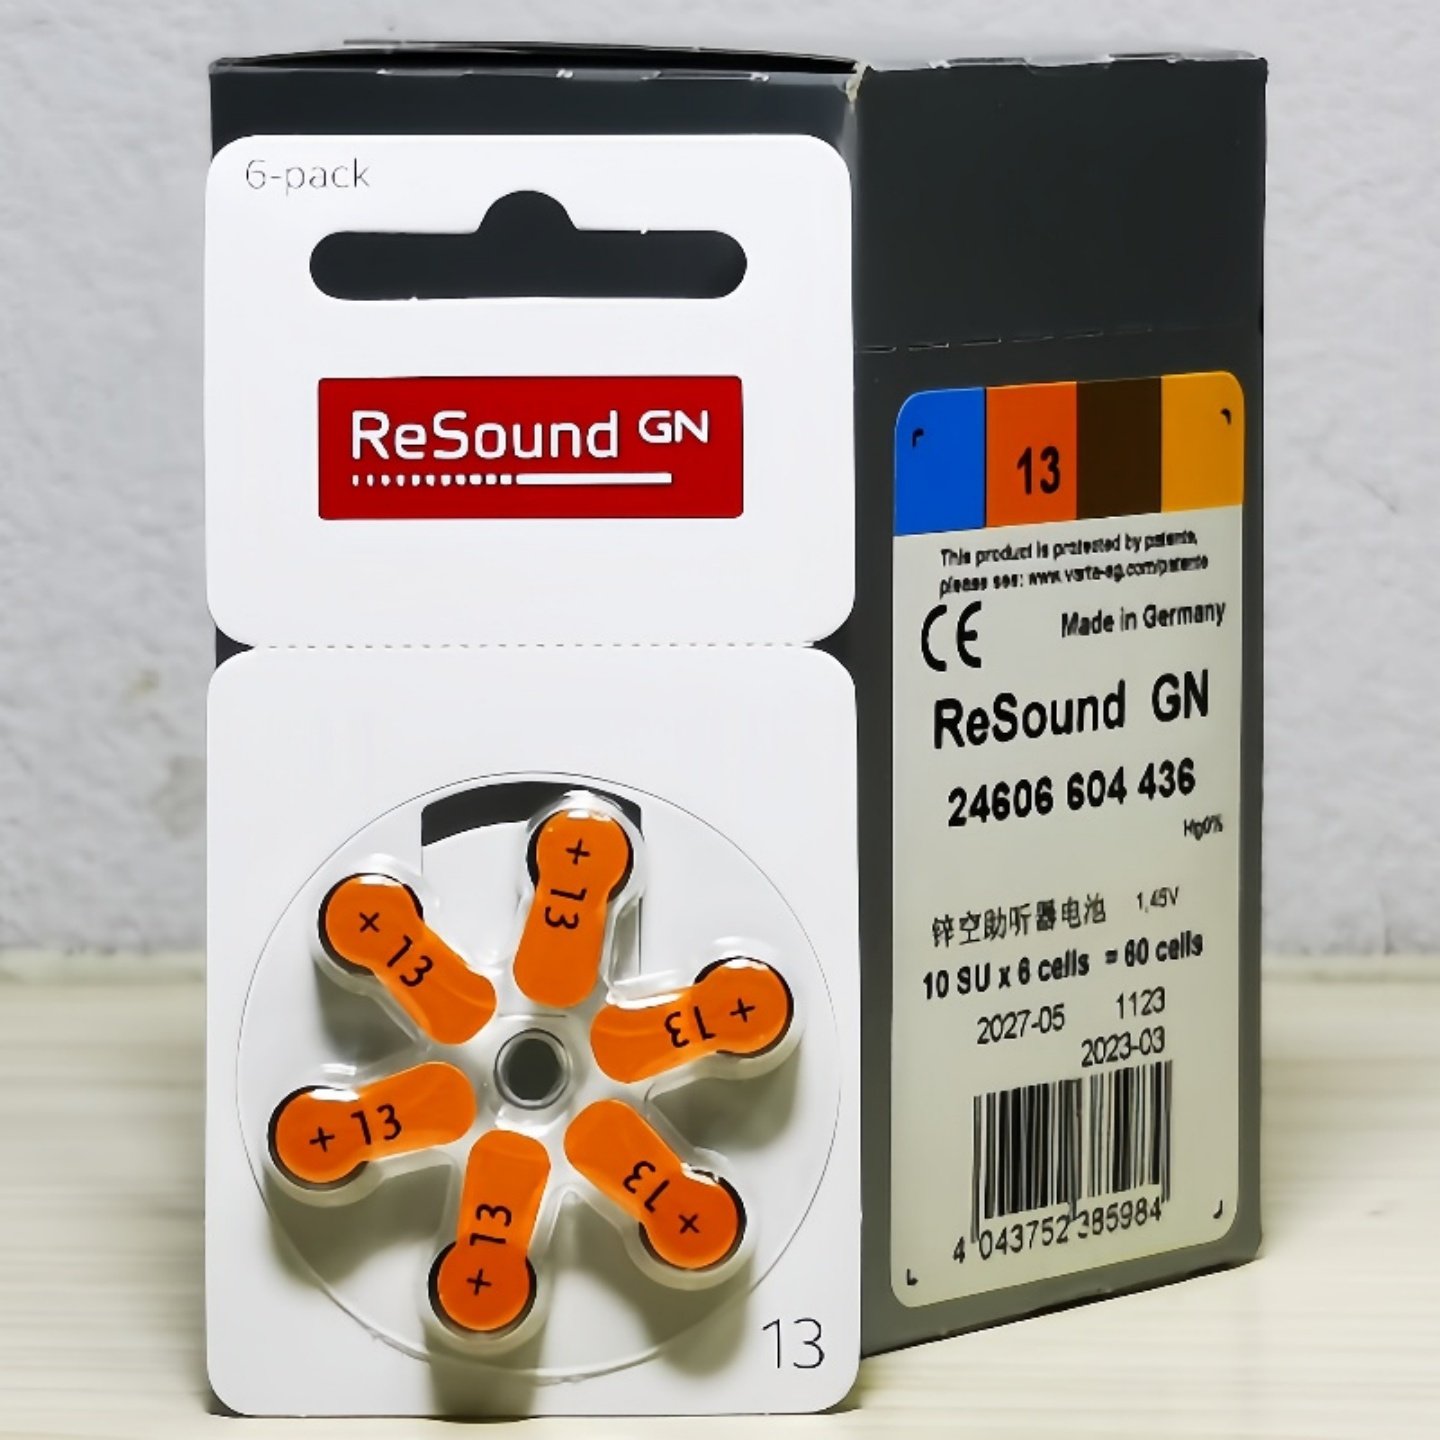 6-pack
ReSound GN
+ 13
+ 13
+ 13
+ 13
+ 13
+ 13
13
13
This product is protected by patents,
please see: www.varta-ag.com/patents
CE
Made in Germany
ReSound GN
24606 604 436
Hg0%
锌空助听器电池 1,45V
10 SU x 6 cells = 60 cells
2027-05 1123
2023-03
4 043752 385984